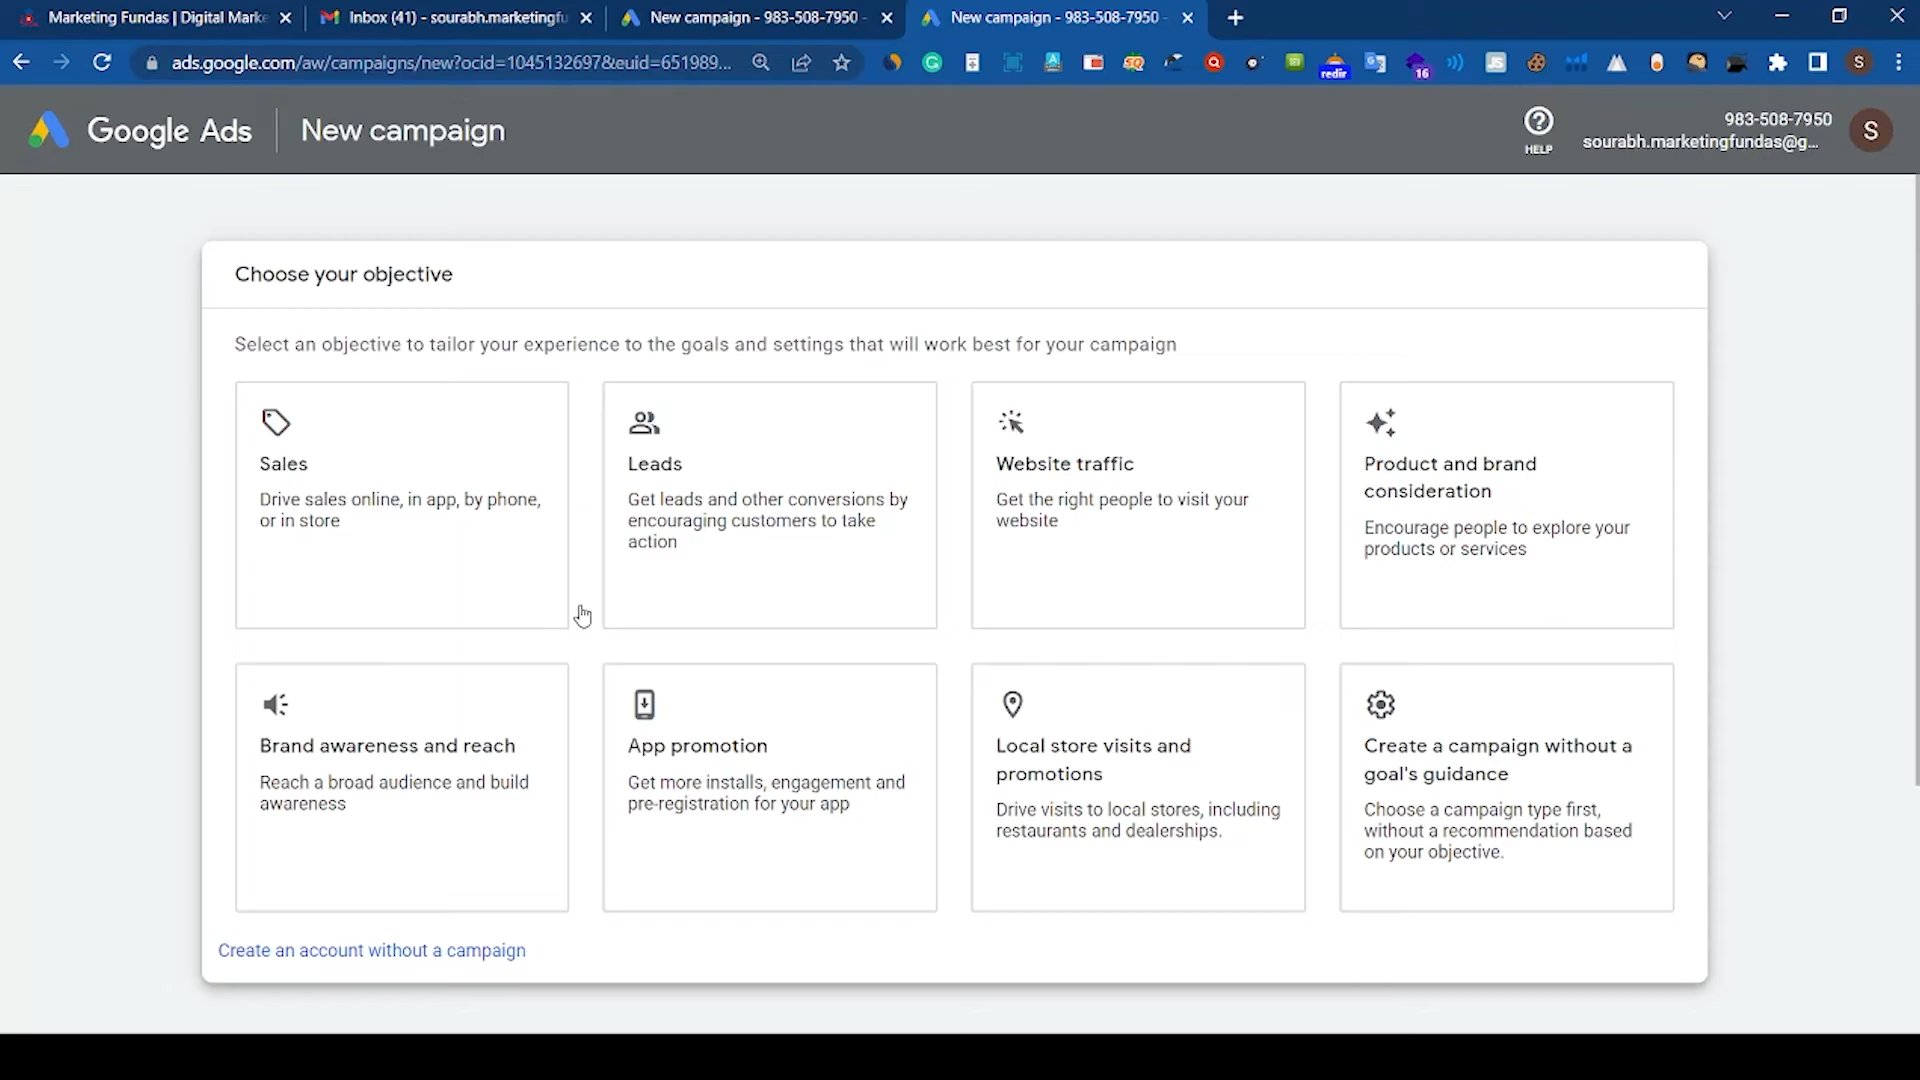 Marketing Fundas | Digital Marke
Inbox (41) - sourabh.marketingfu
New campaign - 983-508-7950 -
New campaign - 983-508-7950 -
ads.google.com/aw/campaigns/new?ocid=1045132697&euid=651989...
redir
16
JS
S
Google Ads
New campaign
HELP
983-508-7950
sourabh.marketingfundas@g...
S
Choose your objective
Select an objective to tailor your experience to the goals and settings that will work best for your campaign
Sales
Drive sales online, in app, by phone,
or in store
Leads
Get leads and other conversions by
encouraging customers to take
action
Website traffic
Get the right people to visit your
website
Product and brand
consideration
Encourage people to explore your
products or services
Brand awareness and reach
Reach a broad audience and build
awareness
App promotion
Get more installs, engagement and
pre-registration for your app
Local store visits and
promotions
Drive visits to local stores, including
restaurants and dealerships.
Create a campaign without a
goal's guidance
Choose a campaign type first,
without a recommendation based
on your objective.
Create an account without a campaign